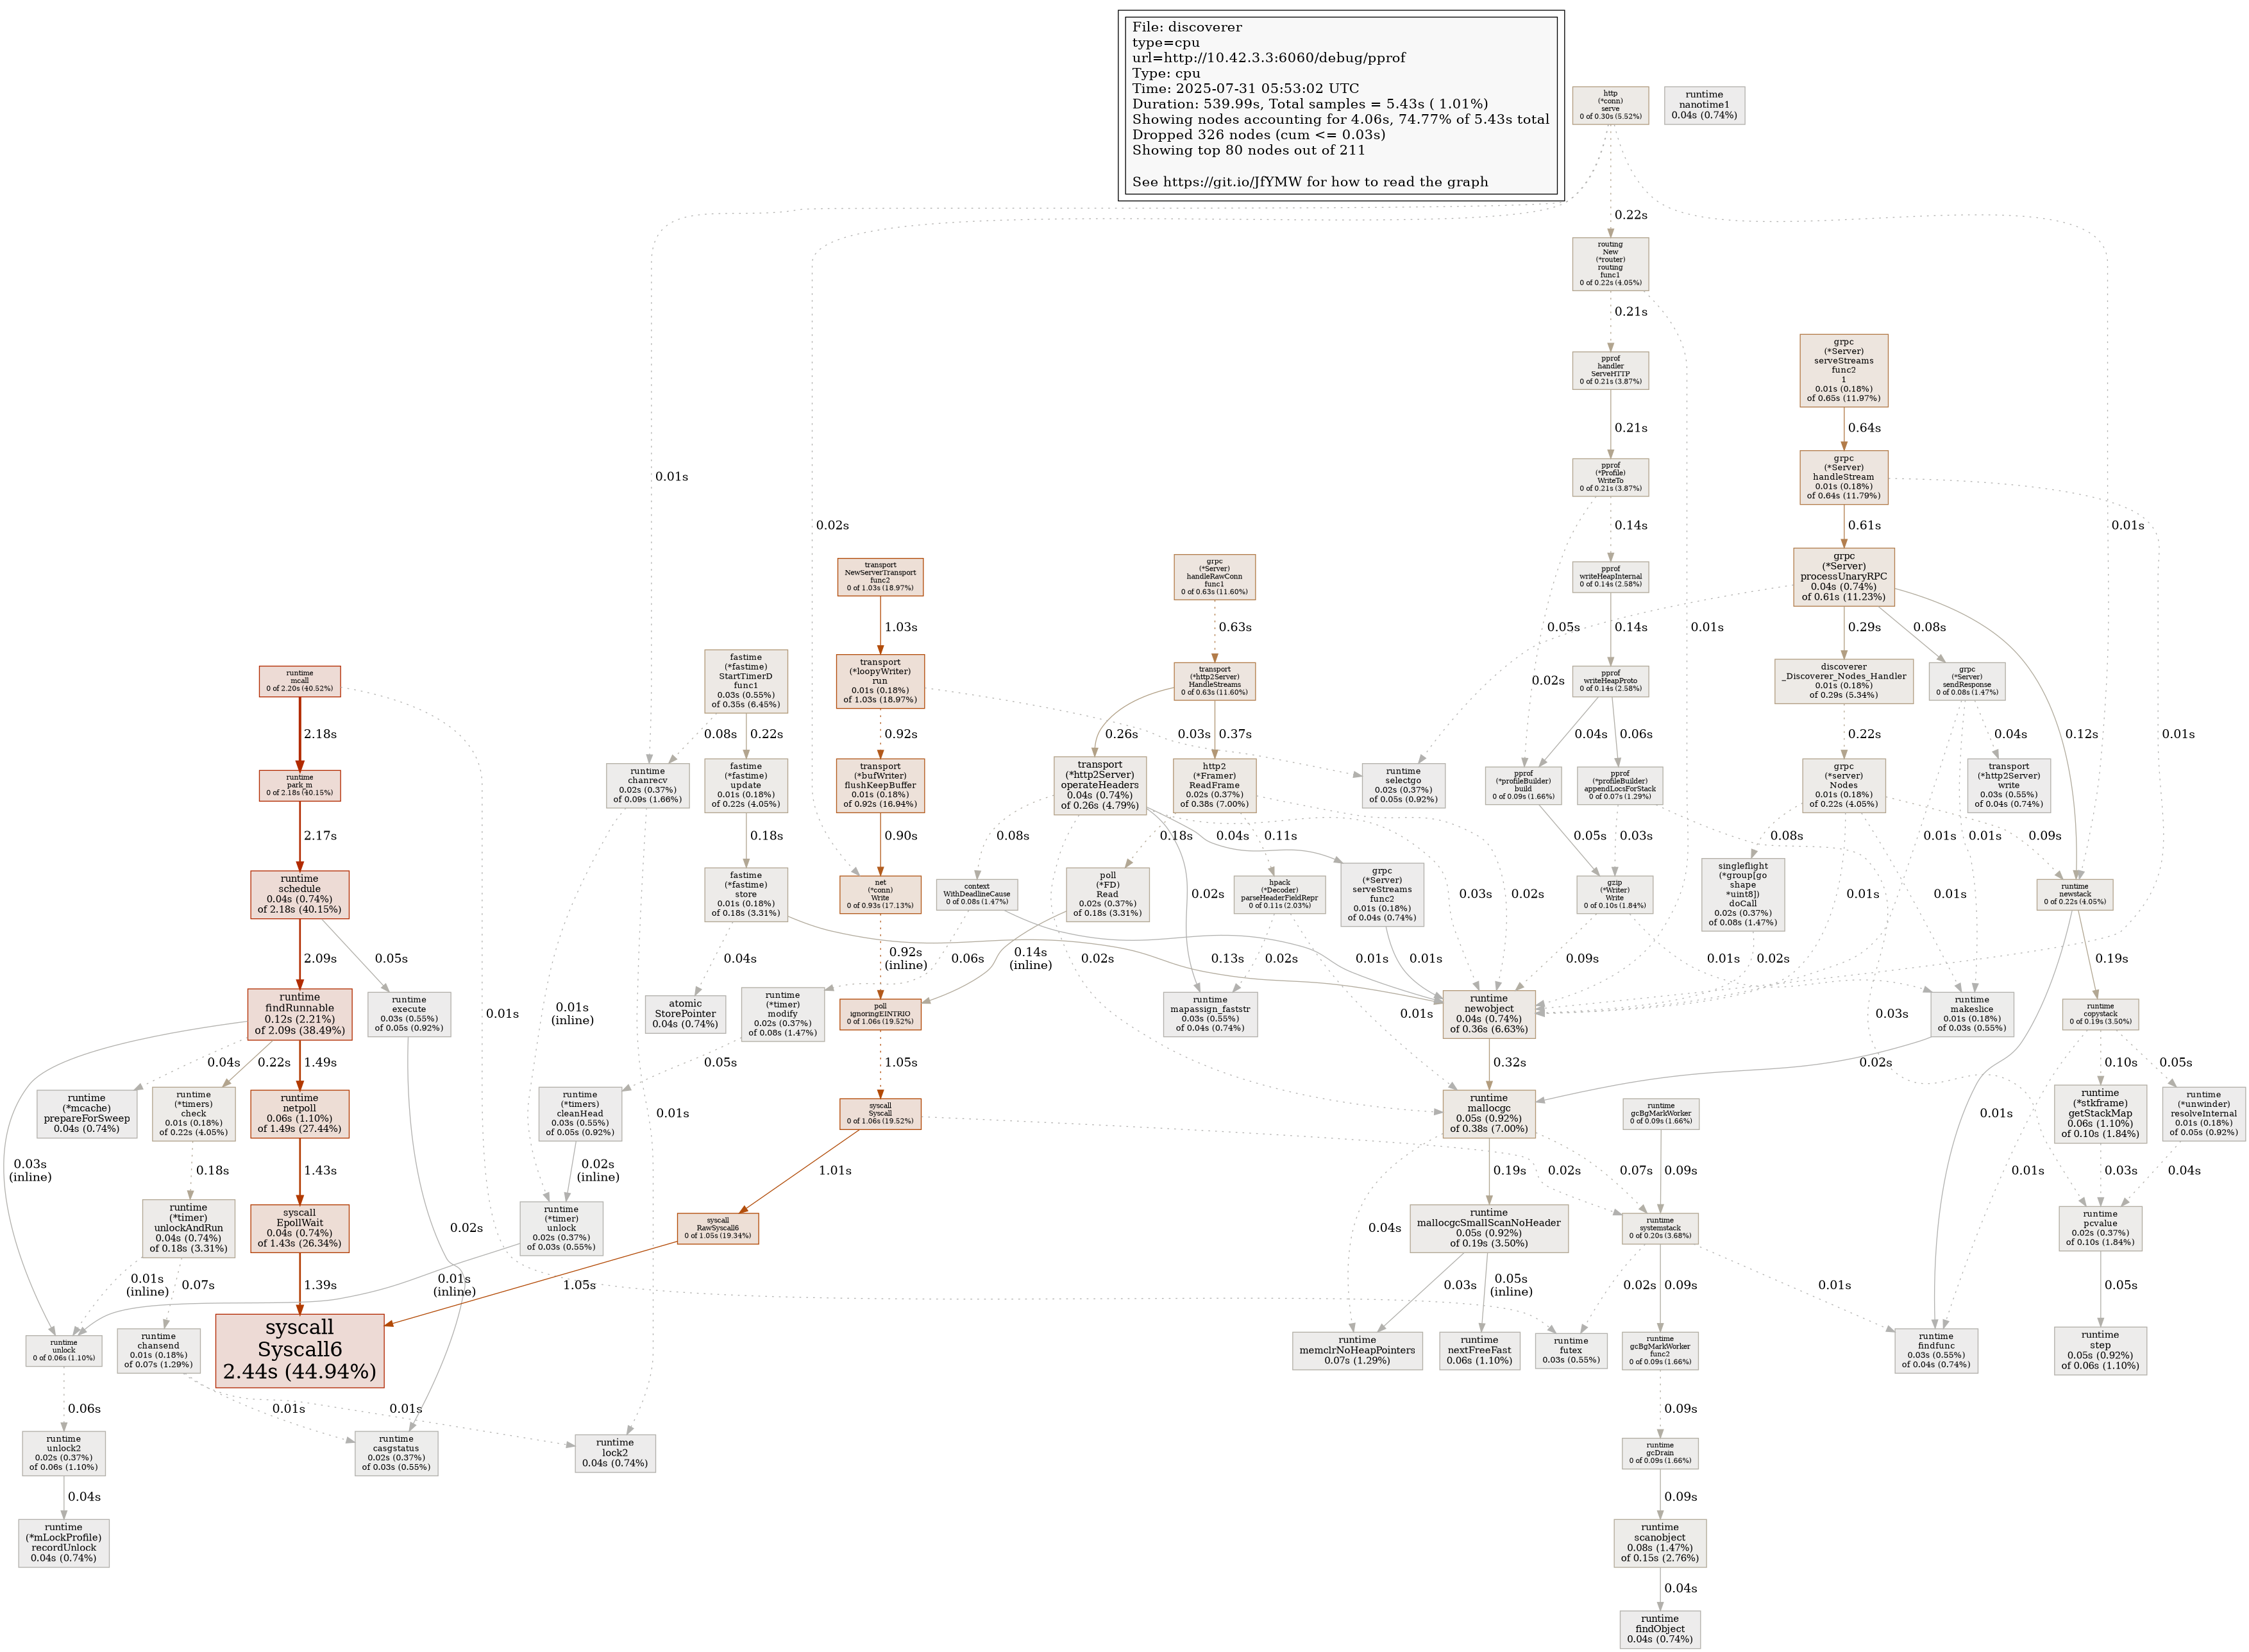 File: discoverer
type=cpu
url=http://10.42.3.3:6060/debug/pprof
Type: cpu
Time: 2025-07-31 05:53:02 UTC
Duration: 539.99s, Total samples = 5.43s ( 1.01%)
Showing nodes accounting for 4.06s, 74.77% of 5.43s total
Dropped 326 nodes (cum <= 0.03s)
Showing top 80 nodes out of 211
See https://git.io/JfYMW for how to read the graph
http
(*conn)
serve
0 of 0.30s (5.52%)
runtime
nanotime1
0.04s (0.74%)
0.22s
routing
New
(*router)
routing
func1
0 of 0.22s (4.05%)
0.21s
pprof
handler
ServeHTTP
0 of 0.21s (3.87%)
grpc
(*Server)
serveStreams
func2
1
0.01s (0.18%)
of 0.65s (11.97%)
0.21s
0.64s
pprof
(*Profile)
WriteTo
0 of 0.21s (3.87%)
grpc
(*Server)
handleStream
0.01s (0.18%)
of 0.64s (11.79%)
0.01s
0.02s
0.14s
0.61s
0.01s
transport
NewServerTransport
func2
0 of 1.03s (18.97%)
grpc
(*Server)
handleRawConn
func1
0 of 0.63s (11.60%)
pprof
writeHeapInternal
0 of 0.14s (2.58%)
grpc
(*Server)
processUnaryRPC
0.04s (0.74%)
of 0.61s (11.23%)
1.03s
0.63s
0.05s
0.14s
0.01s
0.29s
0.08s
runtime
mcall
0 of 2.20s (40.52%)
fastime
(*fastime)
StartTimerD
func1
0.03s (0.55%)
of 0.35s (6.45%)
transport
(*loopyWriter)
run
0.01s (0.18%)
of 1.03s (18.97%)
transport
(*http2Server)
HandleStreams
0 of 0.63s (11.60%)
0.02s
pprof
writeHeapProto
0 of 0.14s (2.58%)
discoverer
_Discoverer_Nodes_Handler
0.01s (0.18%)
of 0.29s (5.34%)
grpc
(*Server)
sendResponse
0 of 0.08s (1.47%)
2.18s
0.08s
0.22s
0.92s
0.03s
0.26s
0.37s
0.04s
0.06s
0.22s
0.04s
0.12s
0.01s
runtime
park_m
0 of 2.18s (40.15%)
runtime
chanrecv
0.02s (0.37%)
of 0.09s (1.66%)
fastime
(*fastime)
update
0.01s (0.18%)
of 0.22s (4.05%)
transport
(*bufWriter)
flushKeepBuffer
0.01s (0.18%)
of 0.92s (16.94%)
transport
(*http2Server)
operateHeaders
0.04s (0.74%)
of 0.26s (4.79%)
http2
(*Framer)
ReadFrame
0.02s (0.37%)
of 0.38s (7.00%)
runtime
selectgo
0.02s (0.37%)
of 0.05s (0.92%)
pprof
(*profileBuilder)
build
0 of 0.09s (1.66%)
pprof
(*profileBuilder)
appendLocsForStack
0 of 0.07s (1.29%)
grpc
(*server)
Nodes
0.01s (0.18%)
of 0.22s (4.05%)
transport
(*http2Server)
write
0.03s (0.55%)
of 0.04s (0.74%)
2.17s
0.18s
0.90s
0.08s
0.18s
0.04s
0.11s
0.05s
0.03s
0.08s
0.01s
0.01s
0.09s
runtime
schedule
0.04s (0.74%)
of 2.18s (40.15%)
fastime
(*fastime)
store
0.01s (0.18%)
of 0.18s (3.31%)
net
(*conn)
Write
0 of 0.93s (17.13%)
context
WithDeadlineCause
0 of 0.08s (1.47%)
poll
(*FD)
Read
0.02s (0.37%)
of 0.18s (3.31%)
0.02s
hpack
(*Decoder)
parseHeaderFieldRepr
0 of 0.11s (2.03%)
grpc
(*Server)
serveStreams
func2
0.01s (0.18%)
of 0.04s (0.74%)
0.03s
0.02s
gzip
(*Writer)
Write
0 of 0.10s (1.84%)
singleflight
(*group[go
shape
*uint8])
doCall
0.02s (0.37%)
of 0.08s (1.47%)
0.01s
0.01s
runtime
newstack
0 of 0.22s (4.05%)
2.09s
0.05s
0.01s
0.04s
0.92s
(inline)
0.06s
0.14s
(inline)
0.02s
0.02s
0.13s
0.01s
0.01s
0.09s
0.01s
0.02s
0.03s
0.19s
runtime
findRunnable
0.12s (2.21%)
of 2.09s (38.49%)
runtime
execute
0.03s (0.55%)
of 0.05s (0.92%)
0.01s
(inline)
atomic
StorePointer
0.04s (0.74%)
runtime
(*timer)
modify
0.02s (0.37%)
of 0.08s (1.47%)
poll
ignoringEINTRIO
0 of 1.06s (19.52%)
runtime
mapassign_faststr
0.03s (0.55%)
of 0.04s (0.74%)
0.01s
runtime
newobject
0.04s (0.74%)
of 0.36s (6.63%)
runtime
makeslice
0.01s (0.18%)
of 0.03s (0.55%)
runtime
copystack
0 of 0.19s (3.50%)
0.04s
0.22s
1.49s
0.05s
1.05s
0.32s
0.02s
0.10s
0.05s
runtime
(*mcache)
prepareForSweep
0.04s (0.74%)
runtime
(*timers)
check
0.01s (0.18%)
of 0.22s (4.05%)
runtime
netpoll
0.06s (1.10%)
of 1.49s (27.44%)
runtime
(*timers)
cleanHead
0.03s (0.55%)
of 0.05s (0.92%)
0.01s
syscall
Syscall
0 of 1.06s (19.52%)
runtime
mallocgc
0.05s (0.92%)
of 0.38s (7.00%)
runtime
gcBgMarkWorker
0 of 0.09s (1.66%)
0.01s
runtime
(*stkframe)
getStackMap
0.06s (1.10%)
of 0.10s (1.84%)
runtime
(*unwinder)
resolveInternal
0.01s (0.18%)
of 0.05s (0.92%)
0.03s
(inline)
0.18s
1.43s
0.02s
(inline)
1.01s
0.04s
0.19s
0.02s
0.07s
0.09s
0.01s
0.03s
0.04s
runtime
(*timer)
unlockAndRun
0.04s (0.74%)
of 0.18s (3.31%)
syscall
EpollWait
0.04s (0.74%)
of 1.43s (26.34%)
0.02s
runtime
(*timer)
unlock
0.02s (0.37%)
of 0.03s (0.55%)
syscall
RawSyscall6
0 of 1.05s (19.34%)
runtime
mallocgcSmallScanNoHeader
0.05s (0.92%)
of 0.19s (3.50%)
runtime
systemstack
0 of 0.20s (3.68%)
runtime
pcvalue
0.02s (0.37%)
of 0.10s (1.84%)
0.01s
(inline)
0.07s
1.39s
0.01s
(inline)
1.05s
0.03s
0.05s
(inline)
0.02s
0.09s
0.01s
0.05s
runtime
unlock
0 of 0.06s (1.10%)
runtime
chansend
0.01s (0.18%)
of 0.07s (1.29%)
syscall
Syscall6
2.44s (44.94%)
runtime
memclrNoHeapPointers
0.07s (1.29%)
runtime
nextFreeFast
0.06s (1.10%)
runtime
futex
0.03s (0.55%)
runtime
gcBgMarkWorker
func2
0 of 0.09s (1.66%)
runtime
findfunc
0.03s (0.55%)
of 0.04s (0.74%)
runtime
step
0.05s (0.92%)
of 0.06s (1.10%)
0.06s
0.01s
0.01s
0.09s
runtime
unlock2
0.02s (0.37%)
of 0.06s (1.10%)
runtime
casgstatus
0.02s (0.37%)
of 0.03s (0.55%)
runtime
lock2
0.04s (0.74%)
runtime
gcDrain
0 of 0.09s (1.66%)
0.04s
0.09s
runtime
(*mLockProfile)
recordUnlock
0.04s (0.74%)
runtime
scanobject
0.08s (1.47%)
of 0.15s (2.76%)
0.04s
runtime
findObject
0.04s (0.74%)